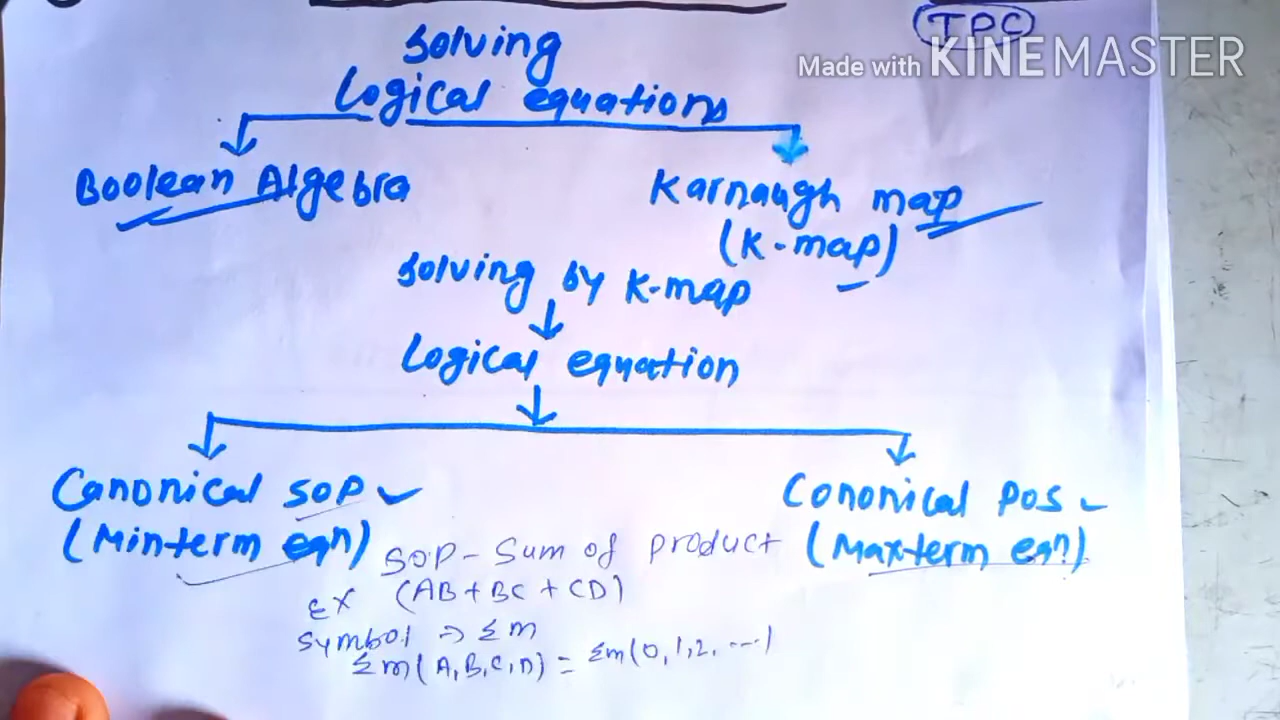 TPC
Made with KINEMASTER
Solving
Logical equations
Boolean Algebra
Karnaugh map
(K-map)
Solving by K-map
Logical equation
Canonical SOP
(Minterm eqn)
Cononical POS
(Maxterm eqn)
SOP - Sum of product
Ex (AB + BC + CD)
Symbol → Σm
Σm(A,B,C,D) = Σm(0,1,2,----)